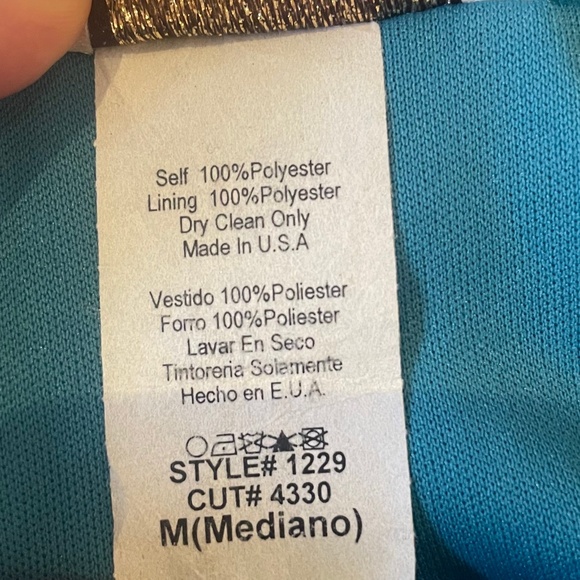 Self 100%Polyester
Lining 100%Polyester
Dry Clean Only
Made In U.S.A
Vestido 100%Poliester
Forro 100%Poliester
Lavar En Seco
Tintoreria Solamente
Hecho en E.U.A.
STYLE# 1229
CUT# 4330
M(Mediano)